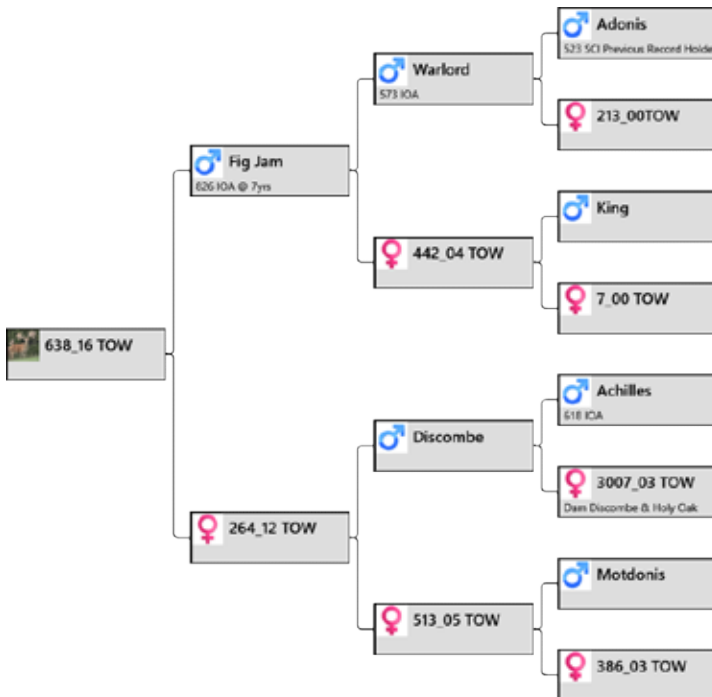 Adonis
523 SCI Previous Record Holde
Warlord
573 IOA
213_00TOW
Fig Jam
826 IOA @ 7yrs
King
442_04 TOW
7_00 TOW
638_16 TOW
Achilles
618 IOA
Discombe
3007_03 TOW
Dam Discombe & Holy Oak
264_12 TOW
Motdonis
513_05 TOW
386_03 TOW